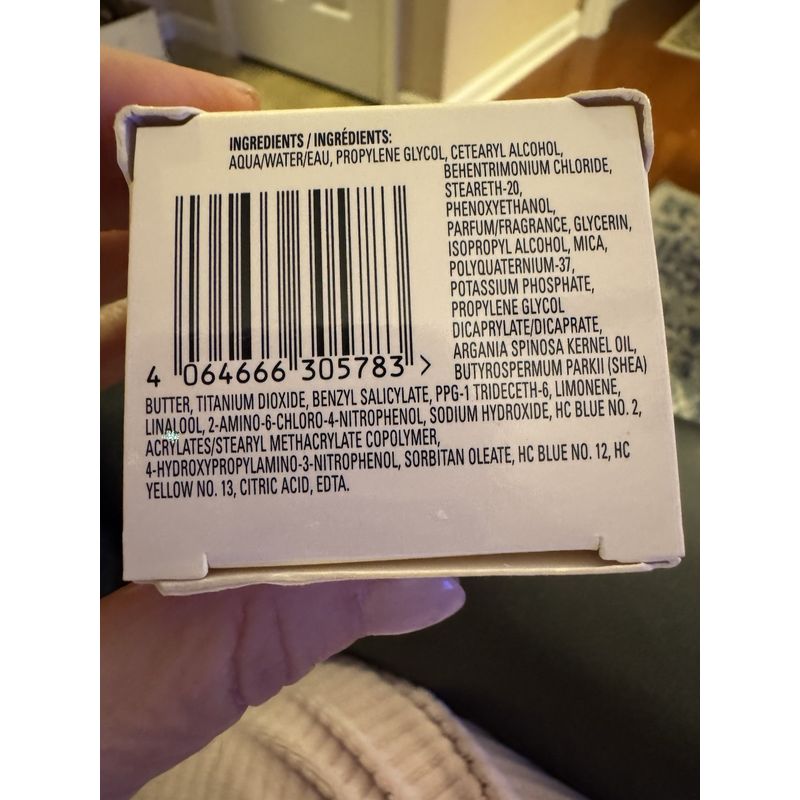 INGREDIENTS / INGRÉDIENTS:
AQUA/WATER/EAU, PROPYLENE GLYCOL, CETEARYL ALCOHOL,
BEHENTRIMONIUM CHLORIDE,
STEARETH-20,
PHENOXYETHANOL,
PARFUM/FRAGRANCE, GLYCERIN,
ISOPROPYL ALCOHOL, MICA,
POLYQUATERNIUM-37,
POTASSIUM PHOSPHATE,
PROPYLENE GLYCOL
DICAPRYLATE/DICAPRATE,
ARGANIA SPINOSA KERNEL OIL,
BUTYROSPERMUM PARKII (SHEA)
4 064666 305783 >
BUTTER, TITANIUM DIOXIDE, BENZYL SALICYLATE, PPG-1 TRIDECETH-6, LIMONENE,
LINALOOL, 2-AMINO-6-CHLORO-4-NITROPHENOL, SODIUM HYDROXIDE, HC BLUE NO. 2,
ACRYLATES/STEARYL METHACRYLATE COPOLYMER,
4-HYDROXYPROPYLAMINO-3-NITROPHENOL, SORBITAN OLEATE, HC BLUE NO. 12, HC
YELLOW NO. 13, CITRIC ACID, EDTA.